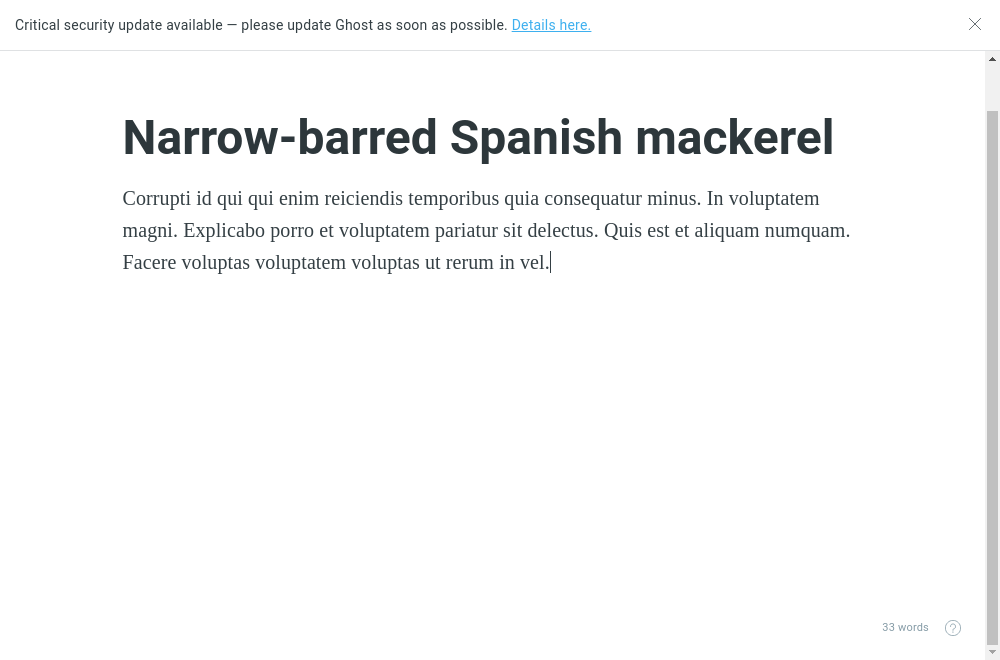 Critical security update available — please update Ghost as soon as possible. Details here.
Narrow-barred Spanish mackerel
Corrupti id qui qui enim reiciendis temporibus quia consequatur minus. In voluptatem
magni. Explicabo porro et voluptatem pariatur sit delectus. Quis est et aliquam numquam.
Facere voluptas voluptatem voluptas ut rerum in vel.
33 words